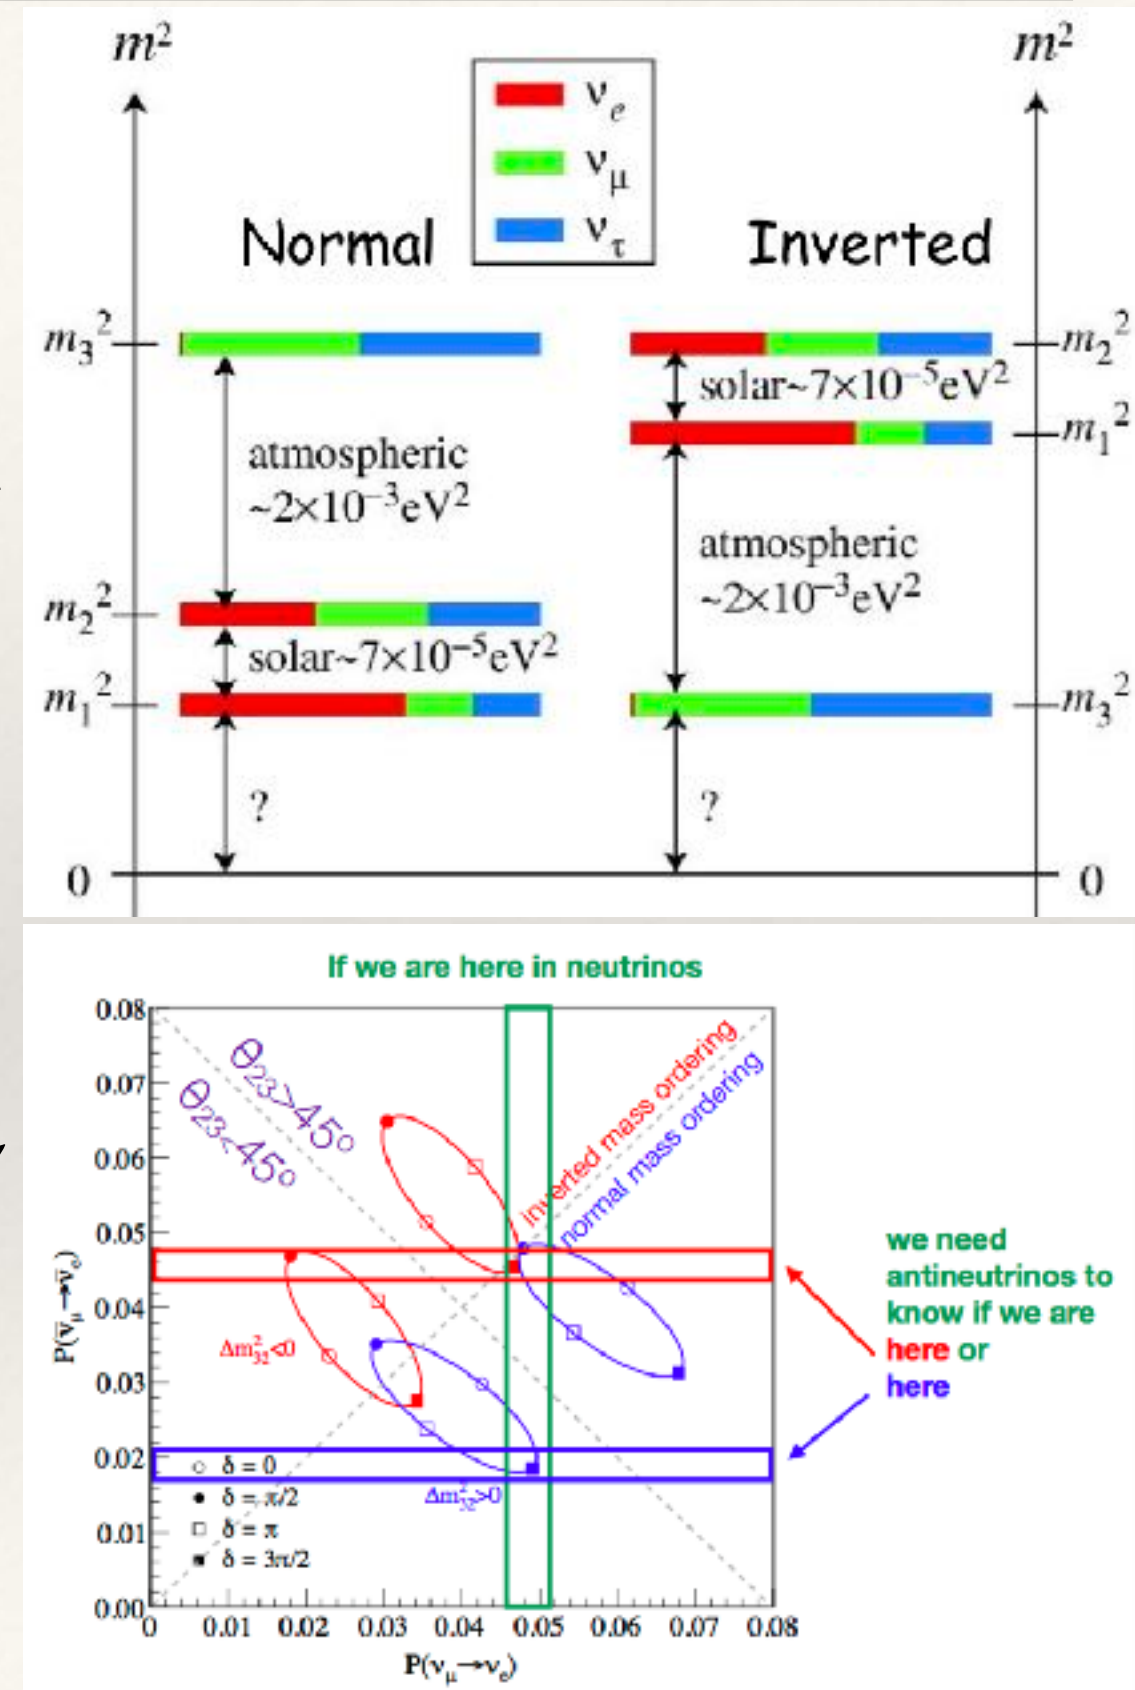 m²
m²
ν_e
ν_μ
ν_τ
Normal
Inverted
m₃²
m₂²
solar~7×10⁻⁵eV²
m₁²
atmospheric
~2×10⁻³eV²
atmospheric
~2×10⁻³eV²
m₂²
solar~7×10⁻⁵eV²
m₁²
m₃²
?
?
0
0
If we are here in neutrinos
0.08
0.07
0.06
0.05
0.04
0.03
0.02
0.01
0.00
P(ν̄_μ→ν̄_e)
θ23>45°
θ23<45°
inverted mass ordering
normal mass ordering
Δm²₃₂<0
Δm²₃₂>0
○ δ = 0
● δ = π/2
□ δ = π
■ δ = 3π/2
we need
antineutrinos to
know if we are
here or
here
0 0.01 0.02 0.03 0.04 0.05 0.06 0.07 0.08
P(ν_μ→ν_e)